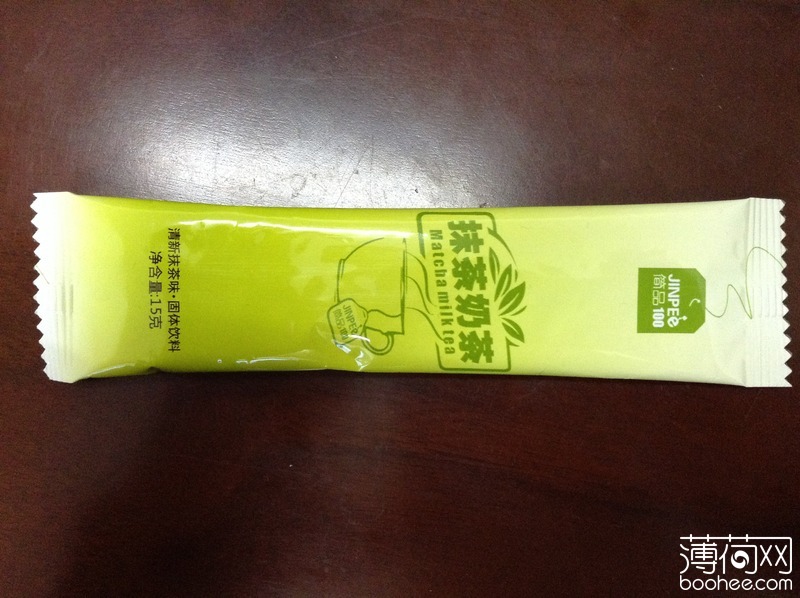 JINPEE
简品100
抹茶奶茶
Matcha milk tea
JINPEE
清新抹茶味·固体饮料
净含量:15克
薄荷网
boohee.com